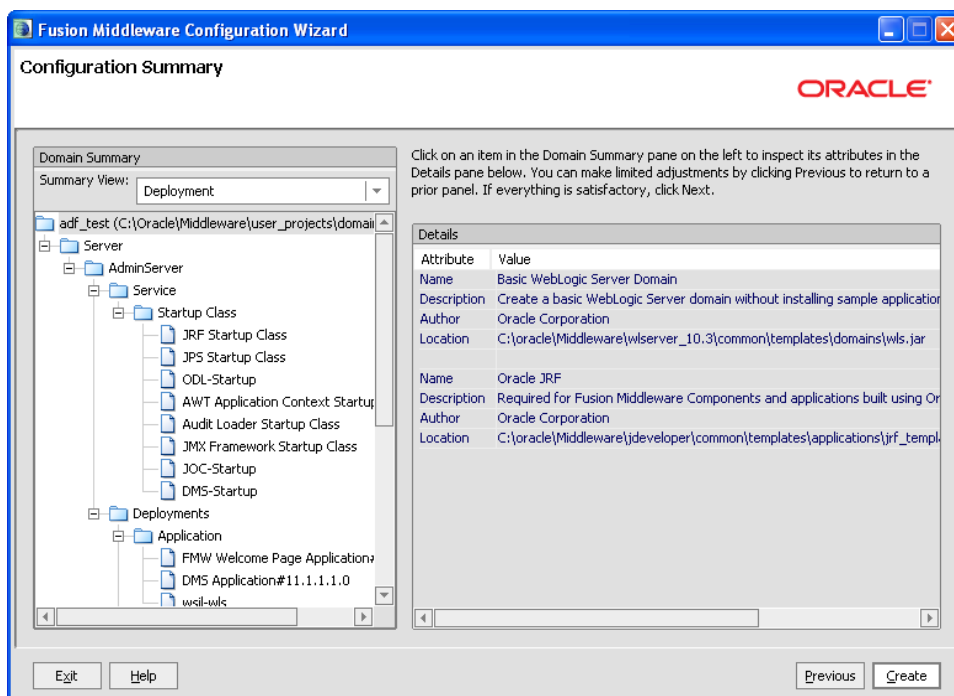 Fusion Middleware Configuration Wizard
Configuration Summary
ORACLE
Domain Summary
Summary View: Deployment
adf_test (C:\Oracle\Middleware\user_projects\domai
Server
AdminServer
Service
Startup Class
JRF Startup Class
JPS Startup Class
ODL-Startup
AWT Application Context Startup
Audit Loader Startup Class
JMX Framework Startup Class
JOC-Startup
DMS-Startup
Deployments
Application
FMW Welcome Page Application#
DMS Application#11.1.1.1.0
wsil-wls
Click on an item in the Domain Summary pane on the left to inspect its attributes in the
Details pane below. You can make limited adjustments by clicking Previous to return to a
prior panel. If everything is satisfactory, click Next.
Details
Attribute Value
Name Basic WebLogic Server Domain
Description Create a basic WebLogic Server domain without installing sample application
Author Oracle Corporation
Location C:\oracle\Middleware\wlserver_10.3\common\templates\domains\wls.jar
Name Oracle JRF
Description Required for Fusion Middleware Components and applications built using Or
Author Oracle Corporation
Location C:\oracle\Middleware\jdeveloper\common\templates\applications\jrf_templ
Exit Help Previous Create